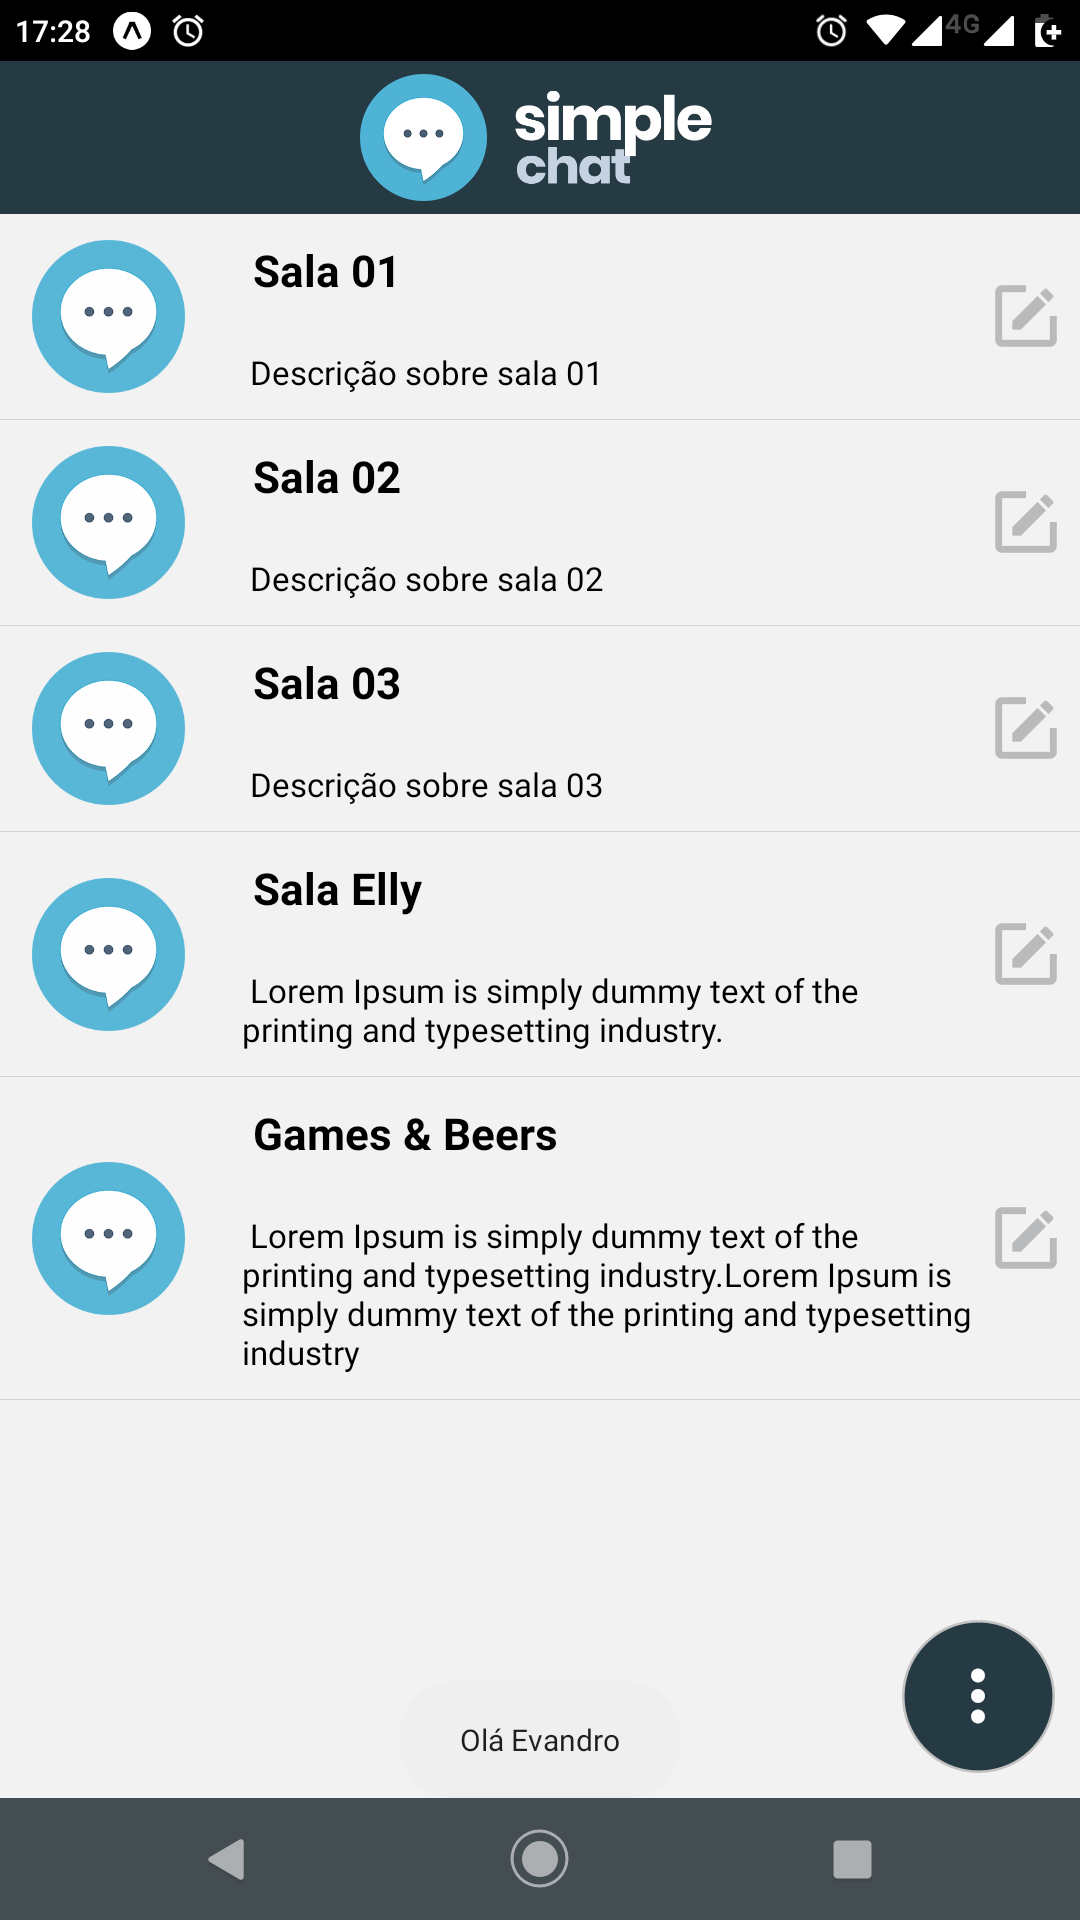 17:28
4G
simple
chat
Sala 01
Descrição sobre sala 01
Sala 02
Descrição sobre sala 02
Sala 03
Descrição sobre sala 03
Sala Elly
Lorem Ipsum is simply dummy text of the
printing and typesetting industry.
Games & Beers
Lorem Ipsum is simply dummy text of the
printing and typesetting industry.Lorem Ipsum is
simply dummy text of the printing and typesetting
industry
Olá Evandro